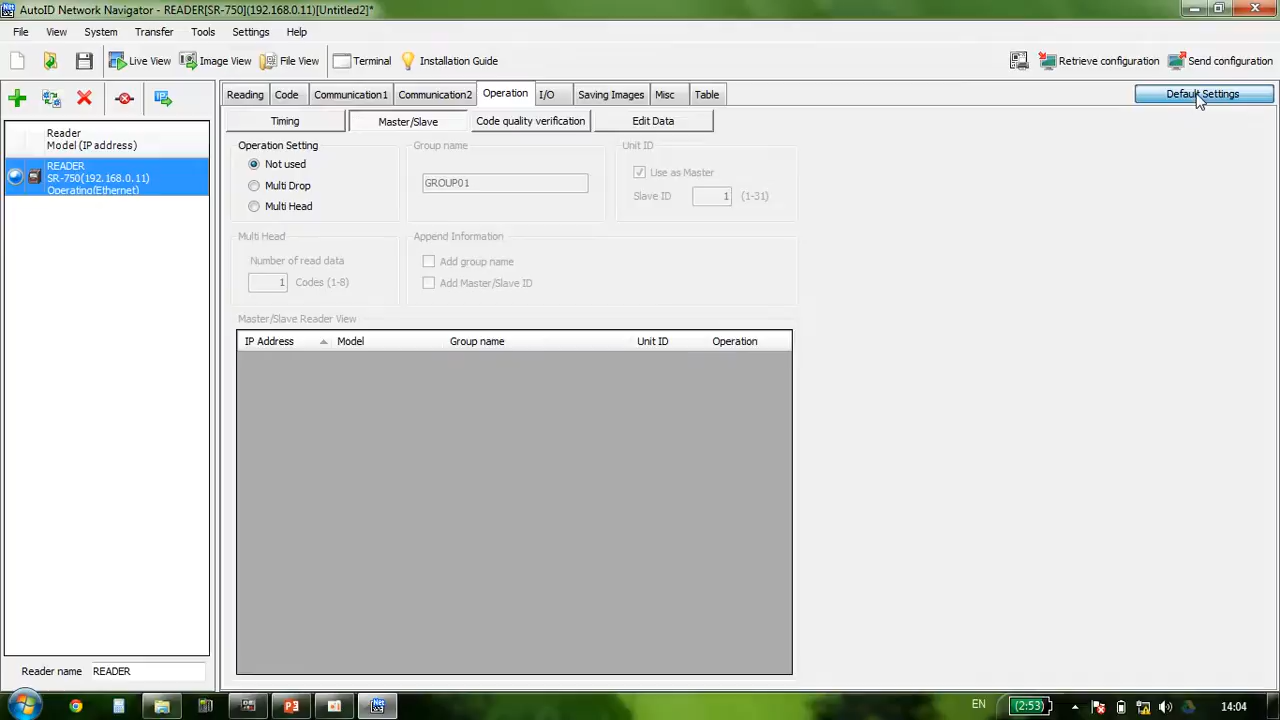 AutoID Network Navigator - READER[SR-750](192.168.0.11)[Untitled2]*
File View System Transfer Tools Settings Help
Live View Image View File View Terminal Installation Guide Retrieve configuration Send configuration
Reading Code Communication1 Communication2 Operation I/O Saving Images Misc Table Default Settings
Timing Master/Slave Code quality verification Edit Data
Reader
Model (IP address)
READER
SR-750(192.168.0.11)
Operating(Ethernet)
Operation Setting
Not used
Multi Drop
Multi Head
Group name
GROUP01
Unit ID
Use as Master
Slave ID 1 (1-31)
Multi Head
Number of read data
1 Codes (1-8)
Append Information
Add group name
Add Master/Slave ID
Master/Slave Reader View
IP Address Model Group name Unit ID Operation
Reader name READER
EN (2:53) 14:04